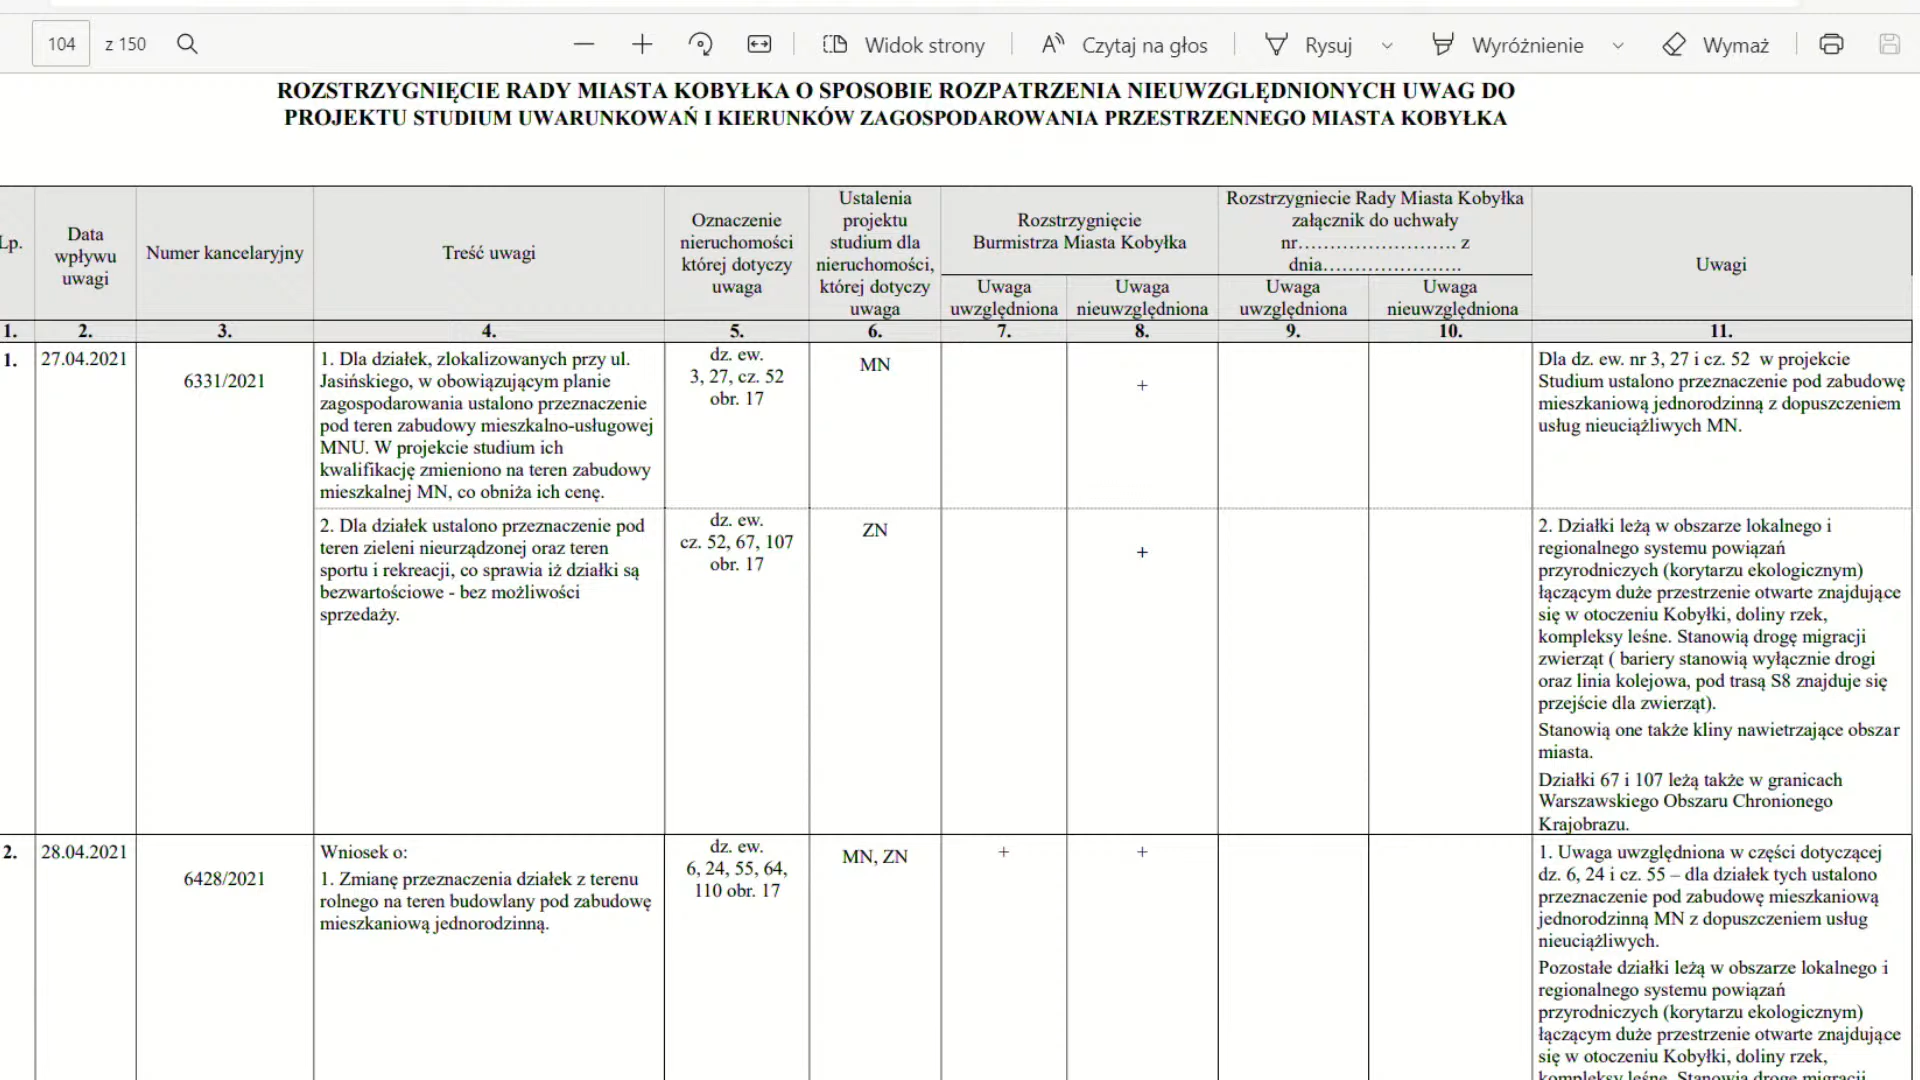 104 z 150 Widok strony Czytaj na głos Rysuj Wyróżnienie Wymaż
ROZSTRZYGNIĘCIE RADY MIASTA KOBYŁKA O SPOSOBIE ROZPATRZENIA NIEUWZGLĘDNIONYCH UWAG DO
PROJEKTU STUDIUM UWARUNKOWAŃ I KIERUNKÓW ZAGOSPODAROWANIA PRZESTRZENNEGO MIASTA KOBYŁKA
Lp.
Data
wpływu
uwagi
Numer kancelaryjny
Treść uwagi
Oznaczenie
nieruchomości
której dotyczy
uwaga
Ustalenia
projektu
studium dla
nieruchomości,
której dotyczy
uwaga
Rozstrzygnięcie
Burmistrza Miasta Kobyłka
Uwaga
uwzględniona
Uwaga
nieuwzględniona
Rozstrzygniecie Rady Miasta Kobyłka
załącznik do uchwały
nr……………………. z
dnia………………….
Uwaga
uwzględniona
Uwaga
nieuwzględniona
Uwagi
1. 2. 3. 4. 5. 6. 7. 8. 9. 10. 11.
1.
27.04.2021
6331/2021
1. Dla działek, zlokalizowanych przy ul.
Jasińskiego, w obowiązującym planie
zagospodarowania ustalono przeznaczenie
pod teren zabudowy mieszkalno-usługowej
MNU. W projekcie studium ich
kwalifikację zmieniono na teren zabudowy
mieszkalnej MN, co obniża ich cenę.
dz. ew.
3, 27, cz. 52
obr. 17
MN
+
Dla dz. ew. nr 3, 27 i cz. 52 w projekcie
Studium ustalono przeznaczenie pod zabudowę
mieszkaniową jednorodzinną z dopuszczeniem
usług nieuciążliwych MN.
2. Dla działek ustalono przeznaczenie pod
teren zieleni nieurządzonej oraz teren
sportu i rekreacji, co sprawia iż działki są
bezwartościowe - bez możliwości
sprzedaży.
dz. ew.
cz. 52, 67, 107
obr. 17
ZN
+
2. Działki leżą w obszarze lokalnego i
regionalnego systemu powiązań
przyrodniczych (korytarzu ekologicznym)
łączącym duże przestrzenie otwarte znajdujące
się w otoczeniu Kobyłki, doliny rzek,
kompleksy leśne. Stanowią drogę migracji
zwierząt ( bariery stanowią wyłącznie drogi
oraz linia kolejowa, pod trasą S8 znajduje się
przejście dla zwierząt).
Stanowią one także kliny nawietrzające obszar
miasta.
Działki 67 i 107 leżą także w granicach
Warszawskiego Obszaru Chronionego
Krajobrazu.
2.
28.04.2021
6428/2021
Wniosek o:
1. Zmianę przeznaczenia działek z terenu
rolnego na teren budowlany pod zabudowę
mieszkaniową jednorodzinną.
dz. ew.
6, 24, 55, 64,
110 obr. 17
MN, ZN
+
+
1. Uwaga uwzględniona w części dotyczącej
dz. 6, 24 i cz. 55 – dla działek tych ustalono
przeznaczenie pod zabudowę mieszkaniową
jednorodzinną MN z dopuszczeniem usług
nieuciążliwych.
Pozostałe działki leżą w obszarze lokalnego i
regionalnego systemu powiązań
przyrodniczych (korytarzu ekologicznym)
łączącym duże przestrzenie otwarte znajdujące
się w otoczeniu Kobyłki, doliny rzek,
kompleksy leśne. Stanowią drogę migracji